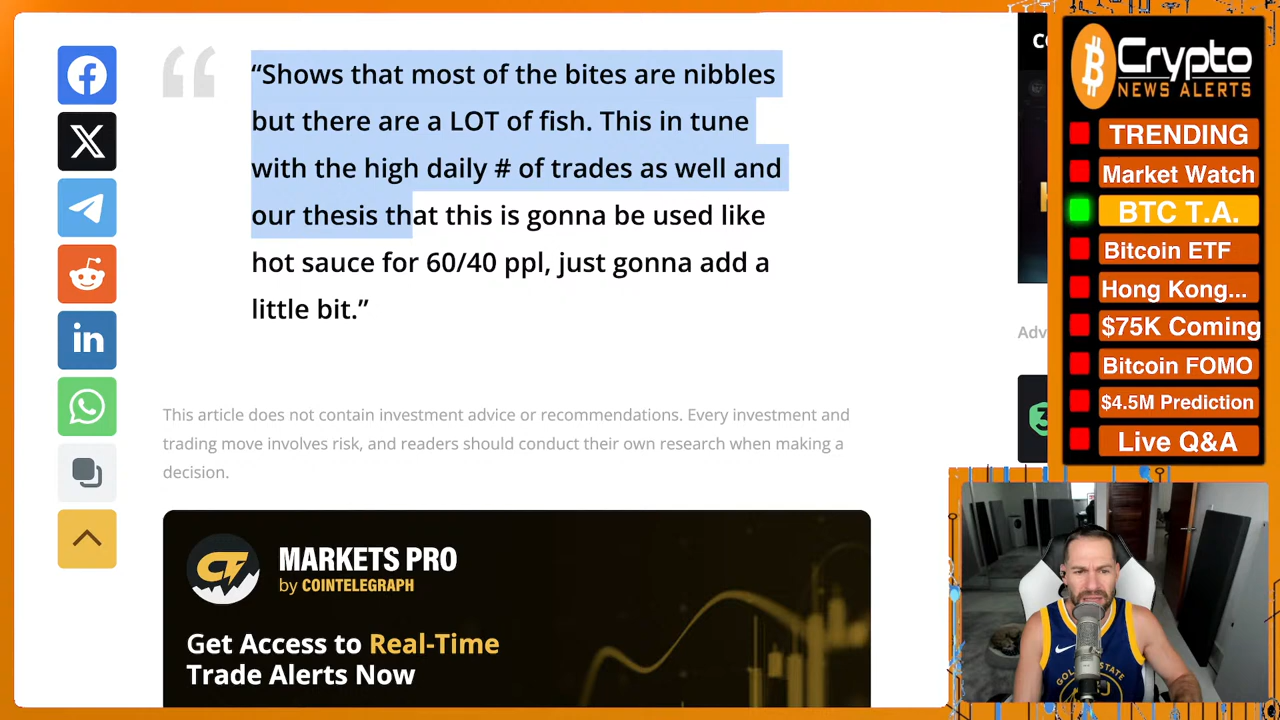 “Shows that most of the bites are nibbles
but there are a LOT of fish. This in tune
with the high daily # of trades as well and
our thesis that this is gonna be used like
hot sauce for 60/40 ppl, just gonna add a
little bit.”
This article does not contain investment advice or recommendations. Every investment and
trading move involves risk, and readers should conduct their own research when making a
decision.
MARKETS PRO
by COINTELEGRAPH
Get Access to Real-Time
Trade Alerts Now
Crypto
NEWS ALERTS
TRENDING
Market Watch
BTC T.A.
Bitcoin ETF
Hong Kong...
$75K Coming
Bitcoin FOMO
$4.5M Prediction
Live Q&A